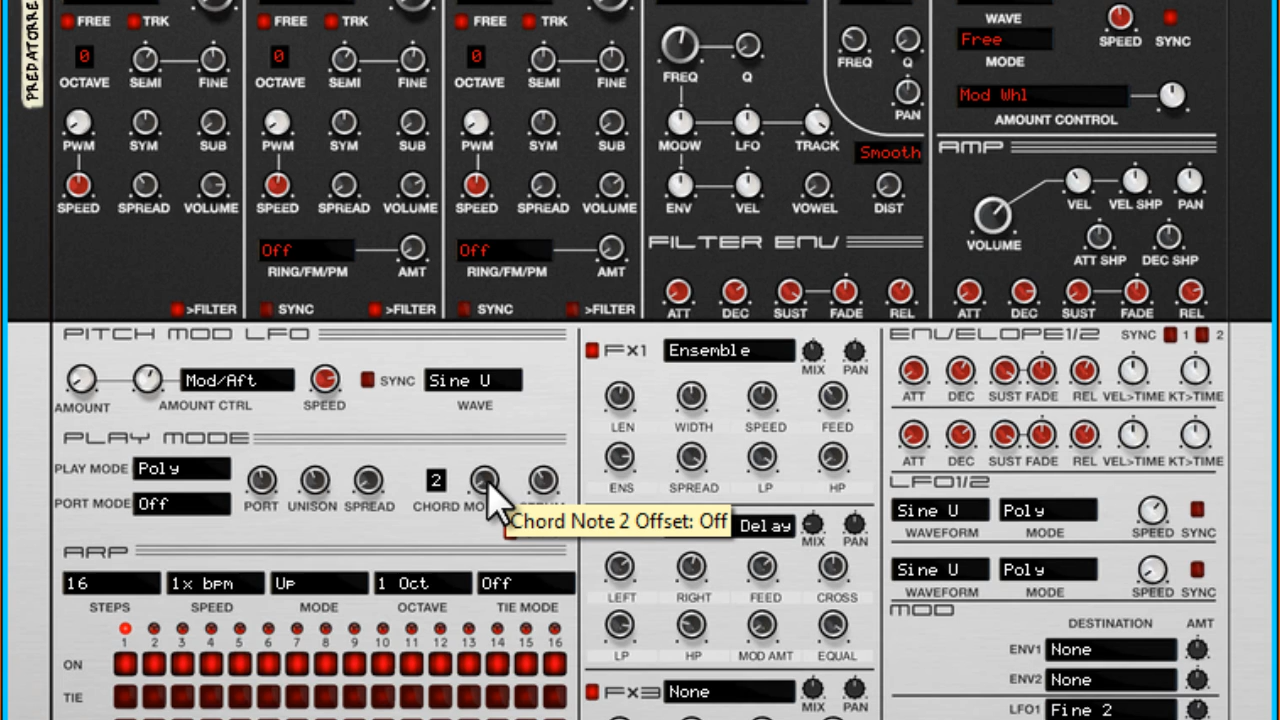 PREDATORRE
FREE TRK FREE TRK FREE TRK
0 0 0
OCTAVE SEMI FINE OCTAVE SEMI FINE OCTAVE SEMI FINE
PWM SYM SUB PWM SYM SUB PWM SYM SUB
SPEED SPREAD VOLUME SPEED SPREAD VOLUME SPEED SPREAD VOLUME
Off Off
RING/FM/PM AMT RING/FM/PM AMT
>FILTER SYNC >FILTER SYNC >FILTER
FREQ Q FREQ Q
PAN
MODW LFO TRACK
Smooth
ENV VEL VOWEL DIST
FILTER ENV
ATT DEC SUST FADE REL
WAVE SPEED SYNC
Free
MODE
Mod Whl
AMOUNT CONTROL
AMP
VOLUME VEL VEL SHP PAN
ATT SHP DEC SHP
ATT DEC SUST FADE REL
PITCH MOD LFO
Mod/Aft SYNC Sine U
AMOUNT AMOUNT CTRL SPEED WAVE
PLAY MODE
PLAY MODE Poly
PORT MODE Off
2
PORT UNISON SPREAD CHORD MO
Chord Note 2 Offset: Off
ARP
16 1x bpm Up 1 Oct Off
STEPS SPEED MODE OCTAVE TIE MODE
1 2 3 4 5 6 7 8 9 10 11 12 13 14 15 16
ON
TIE
FX1 Ensemble MIX PAN
LEN WIDTH SPEED FEED
ENS SPREAD LP HP
Delay MIX PAN
LEFT RIGHT FEED CROSS
LP HP MOD AMT EQUAL
FX3 None MIX PAN
ENVELOPE1/2 SYNC 1 2
ATT DEC SUST FADE REL VEL>TIME KT>TIME
ATT DEC SUST FADE REL VEL>TIME KT>TIME
LFO1/2
Sine U Poly
WAVEFORM MODE SPEED SYNC
Sine U Poly
WAVEFORM MODE SPEED SYNC
MOD
DESTINATION AMT
ENV1 None
ENV2 None
LFO1 Fine 2